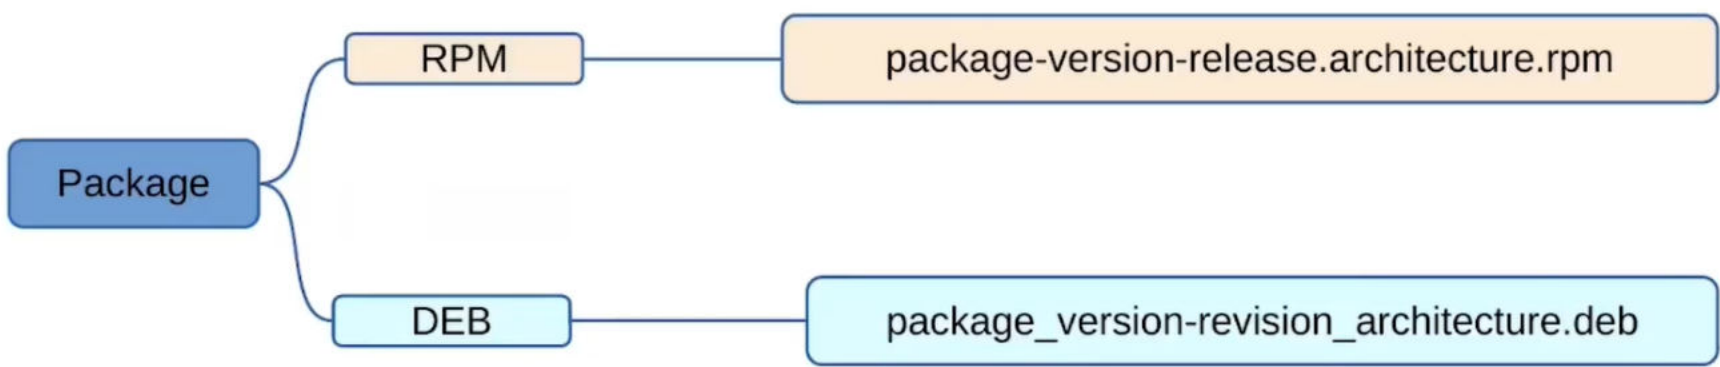 RPM
package-version-release.architecture.rpm
Package
DEB
package_version-revision_architecture.deb